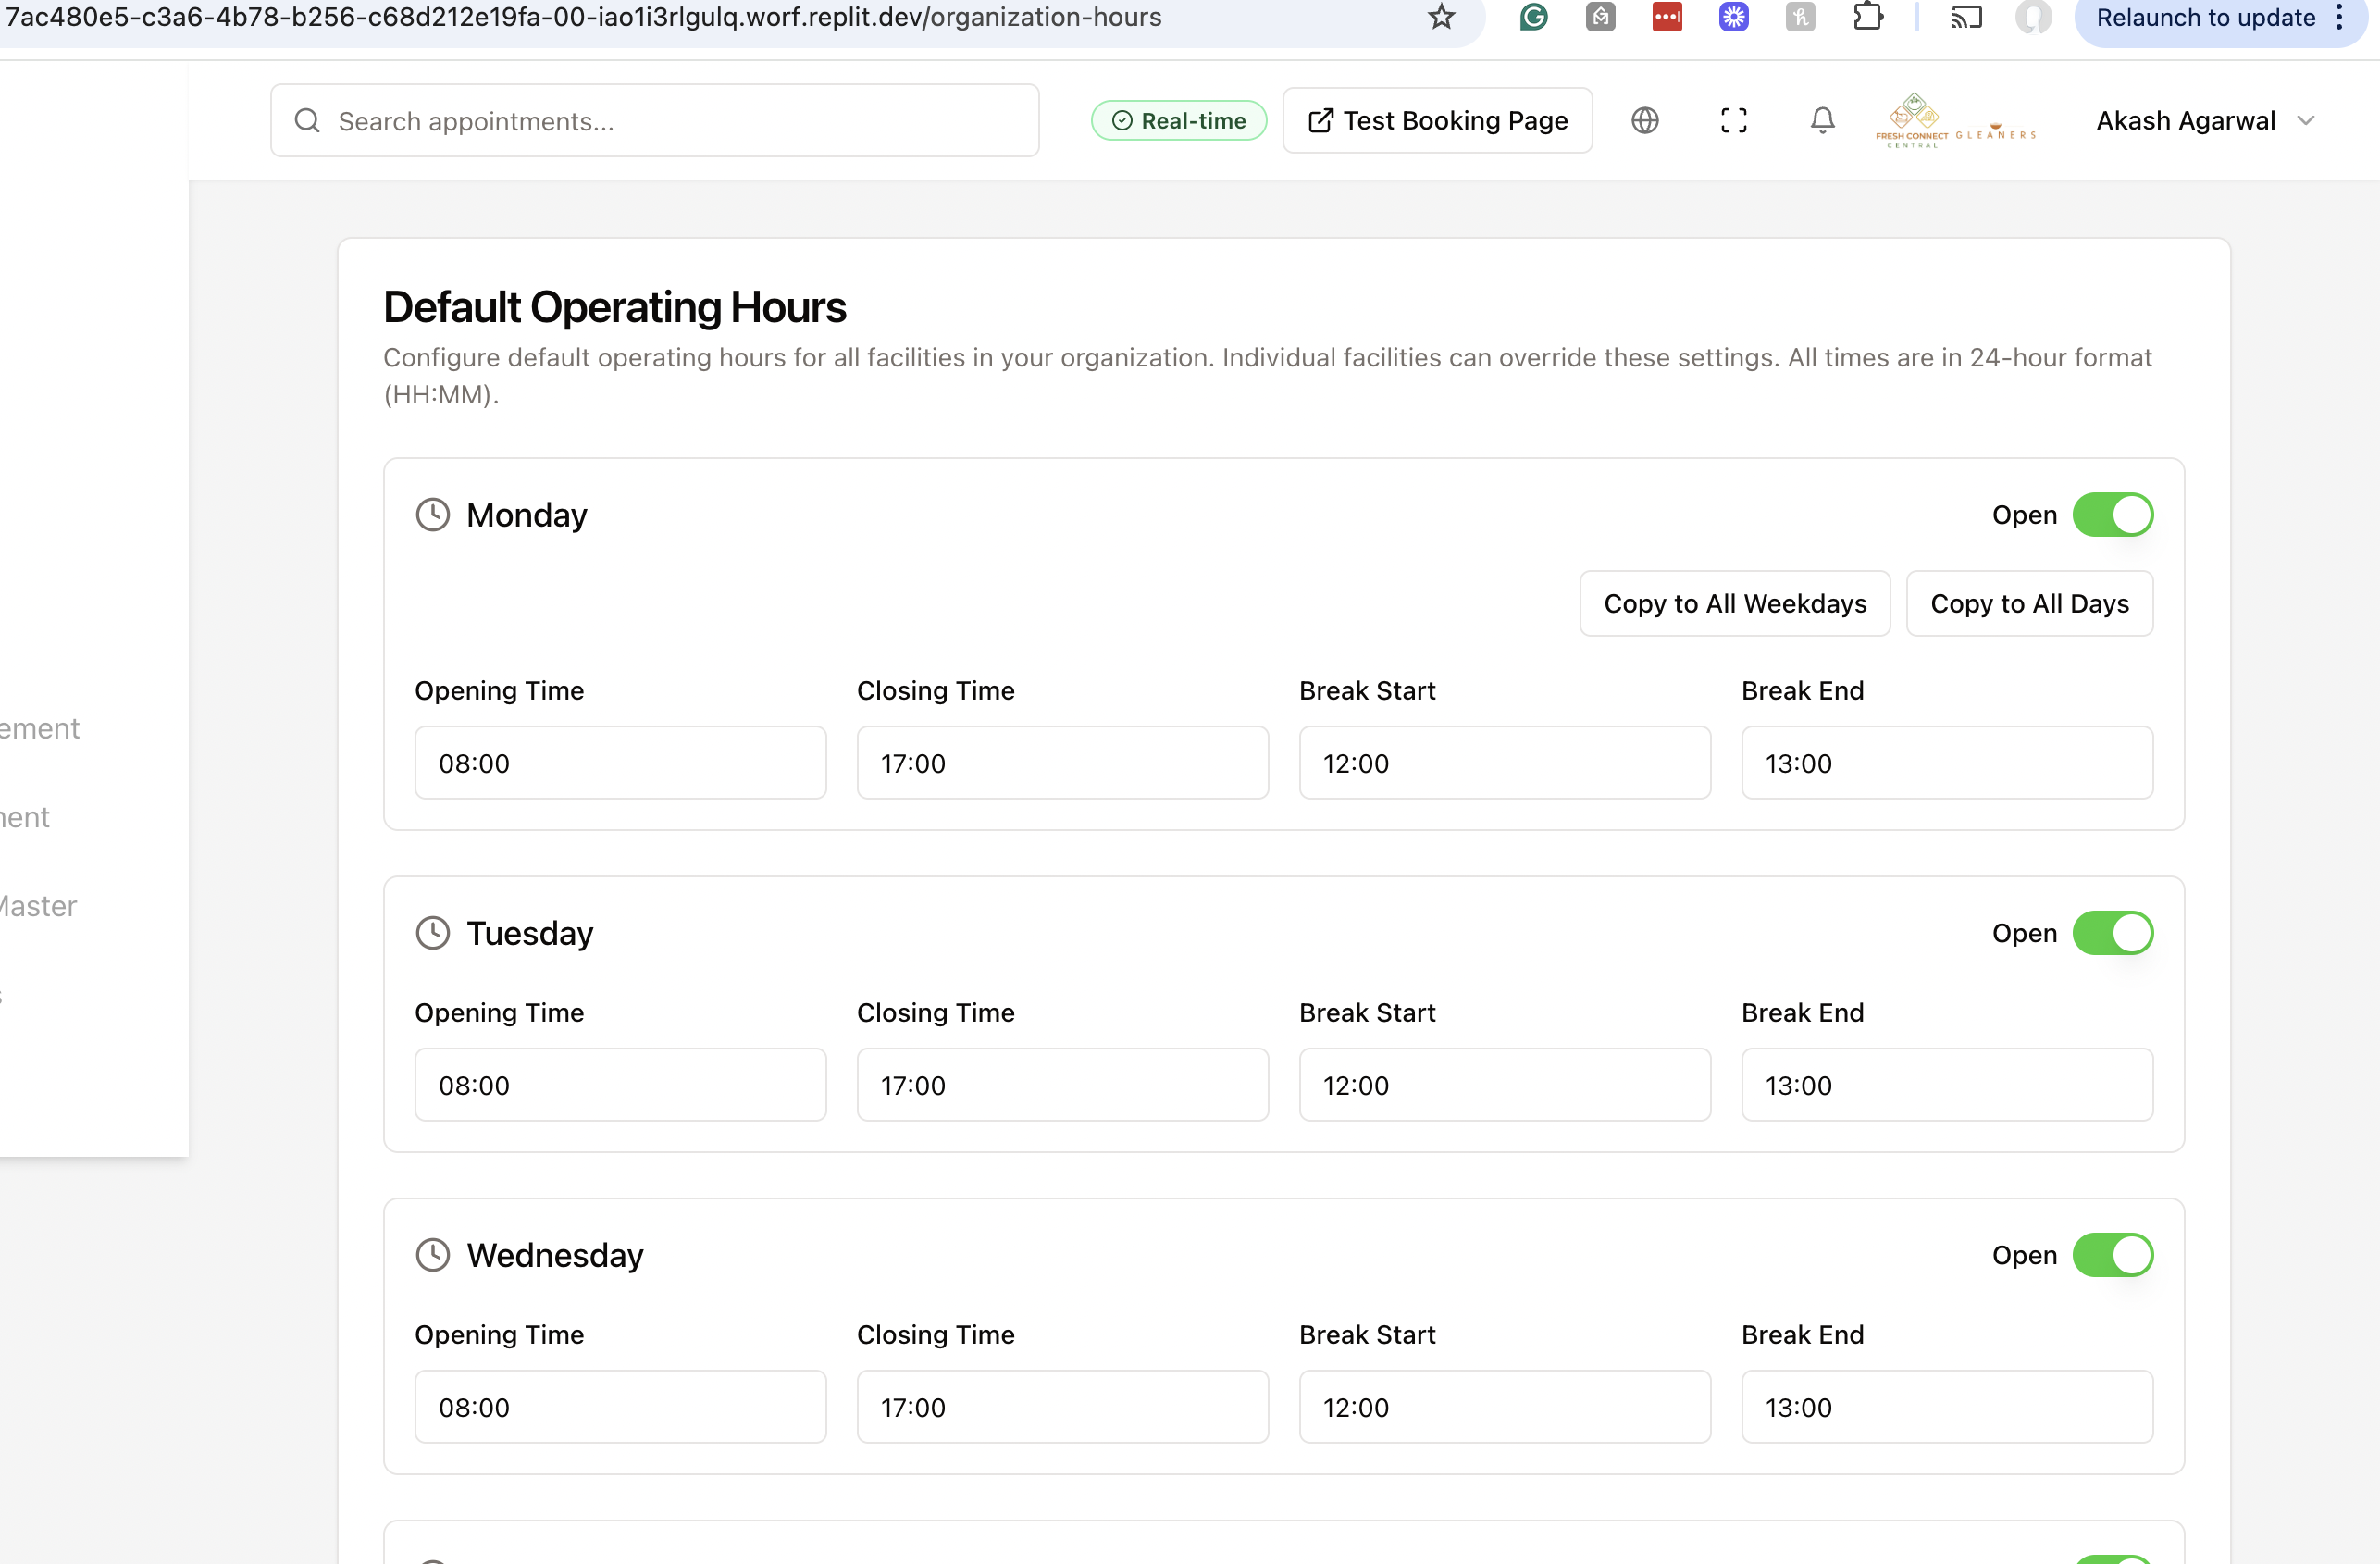 7ac480e5-c3a6-4b78-b256-c68d212e19fa-00-iao1i3rlgulq.worf.replit.dev/organization-hours
Relaunch to update
Search appointments...
Real-time
Test Booking Page
FRESH CONNECT
CENTRAL
GLEANERS
Akash Agarwal
Default Operating Hours
Configure default operating hours for all facilities in your organization. Individual facilities can override these settings. All times are in 24-hour format
(HH:MM).
Monday
Open
Copy to All Weekdays
Copy to All Days
Opening Time
Closing Time
Break Start
Break End
08:00
17:00
12:00
13:00
ement
ment
Master
Tuesday
Open
Opening Time
Closing Time
Break Start
Break End
08:00
17:00
12:00
13:00
Wednesday
Open
Opening Time
Closing Time
Break Start
Break End
08:00
17:00
12:00
13:00